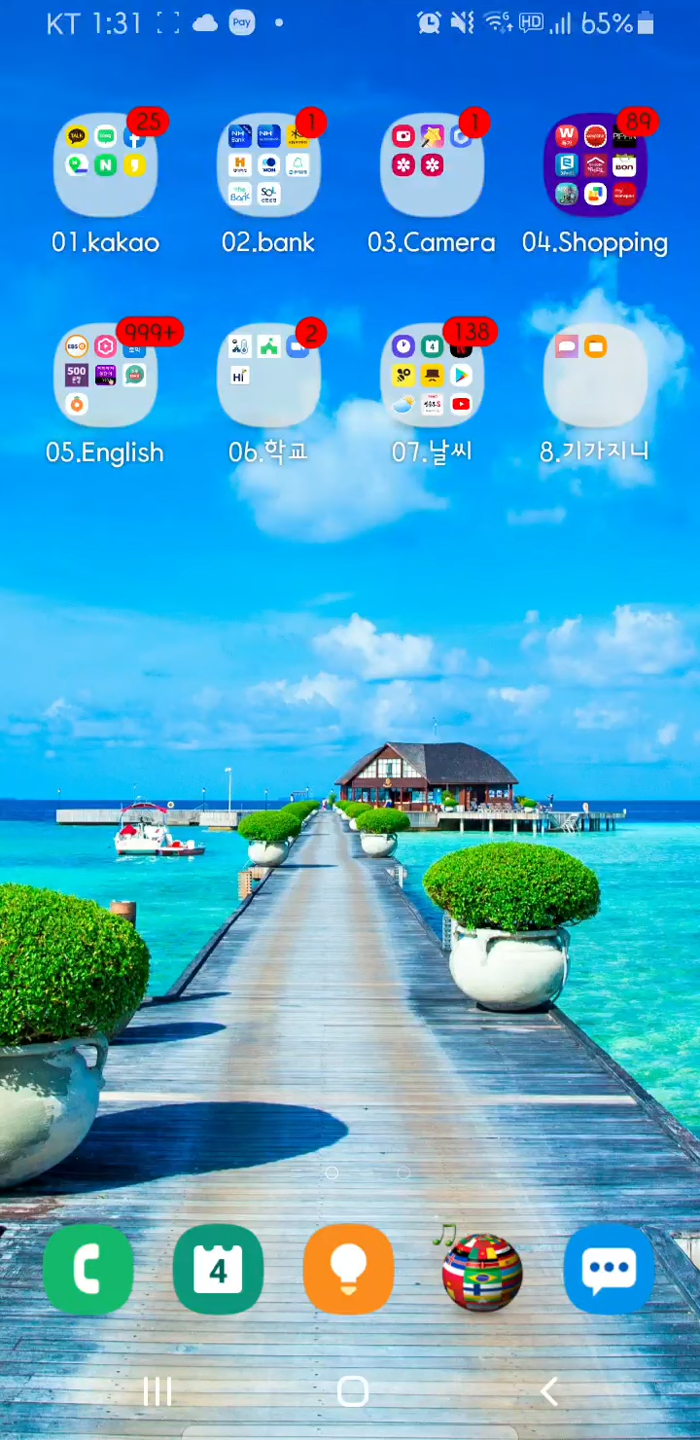 KT 1:31 Pay HD 65%
25 1 1 89
01.kakao 02.bank 03.Camera 04.Shopping
999+ 2 138
05.English 06.학교 07.날씨 8.기가지니
4